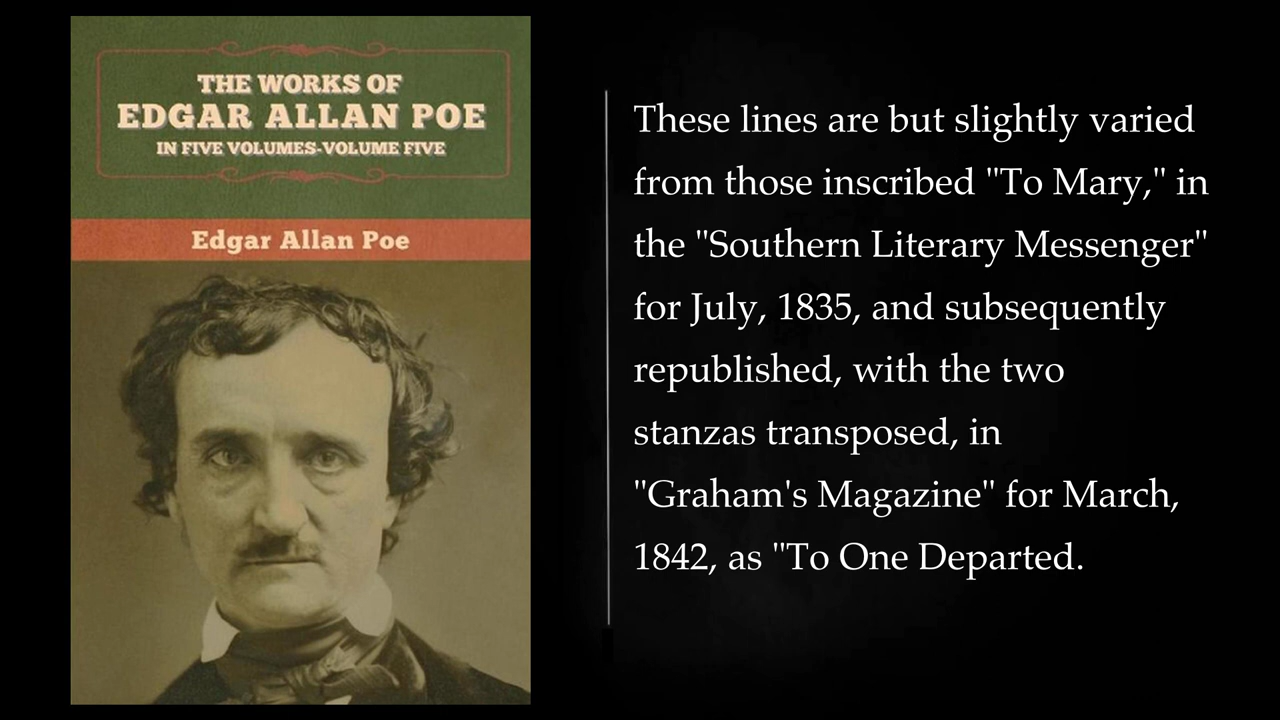 THE WORKS OF
EDGAR ALLAN POE
IN FIVE VOLUMES-VOLUME FIVE
Edgar Allan Poe
These lines are but slightly varied
from those inscribed "To Mary," in
the "Southern Literary Messenger"
for July, 1835, and subsequently
republished, with the two
stanzas transposed, in
"Graham's Magazine" for March,
1842, as "To One Departed.